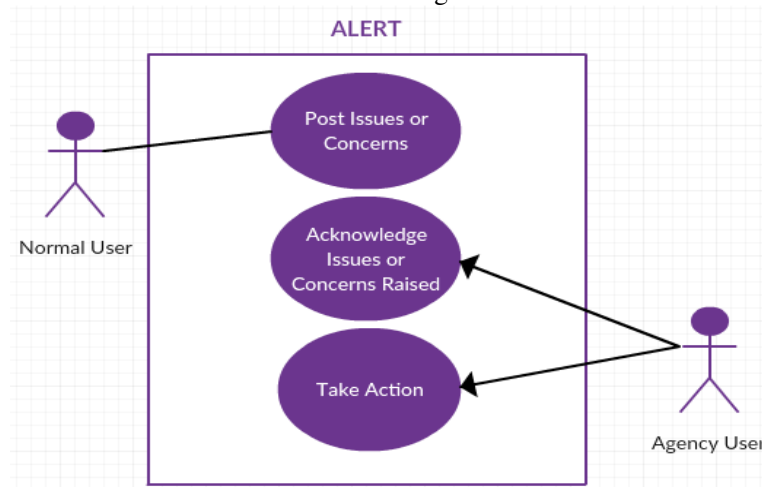 ALERT
Post Issues or
Concerns
Normal User
Acknowledge
Issues or
Concerns Raised
Take Action
Agency User